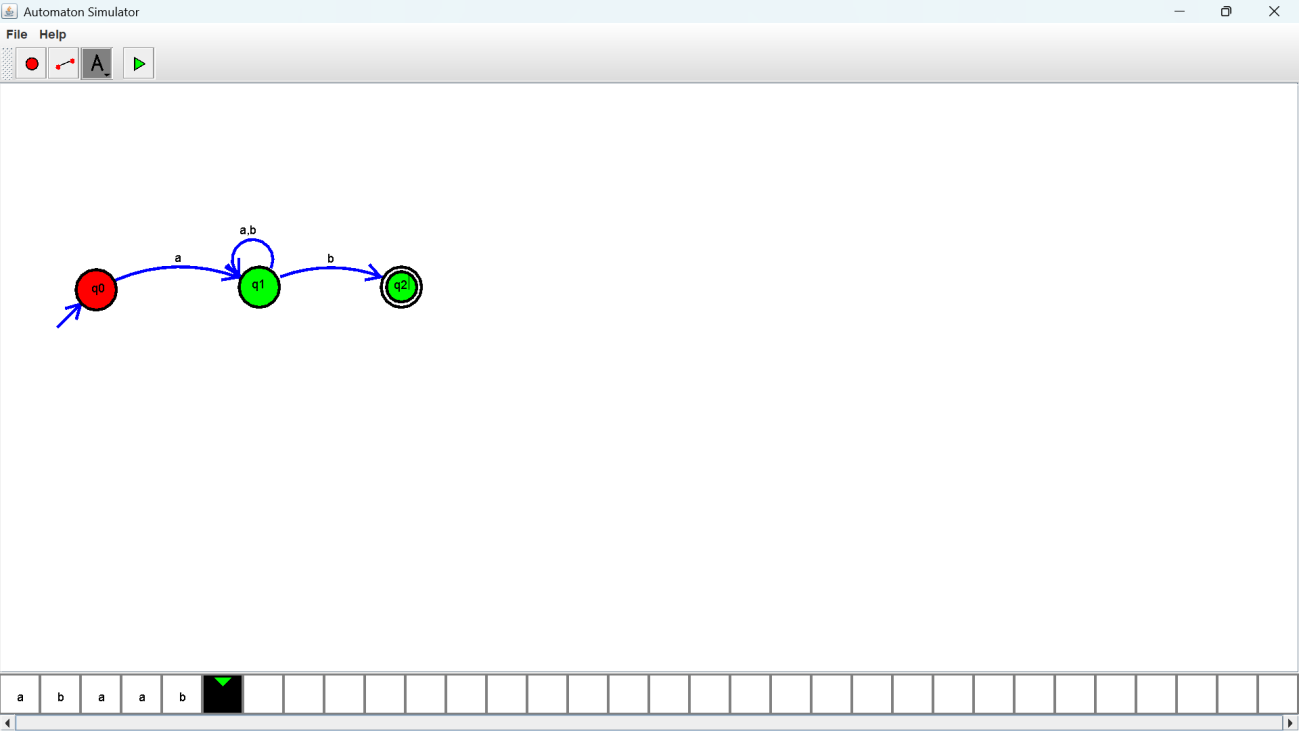 Automaton Simulator
File Help
A
a,b
a
b
q0
q1
q2
a b a a b